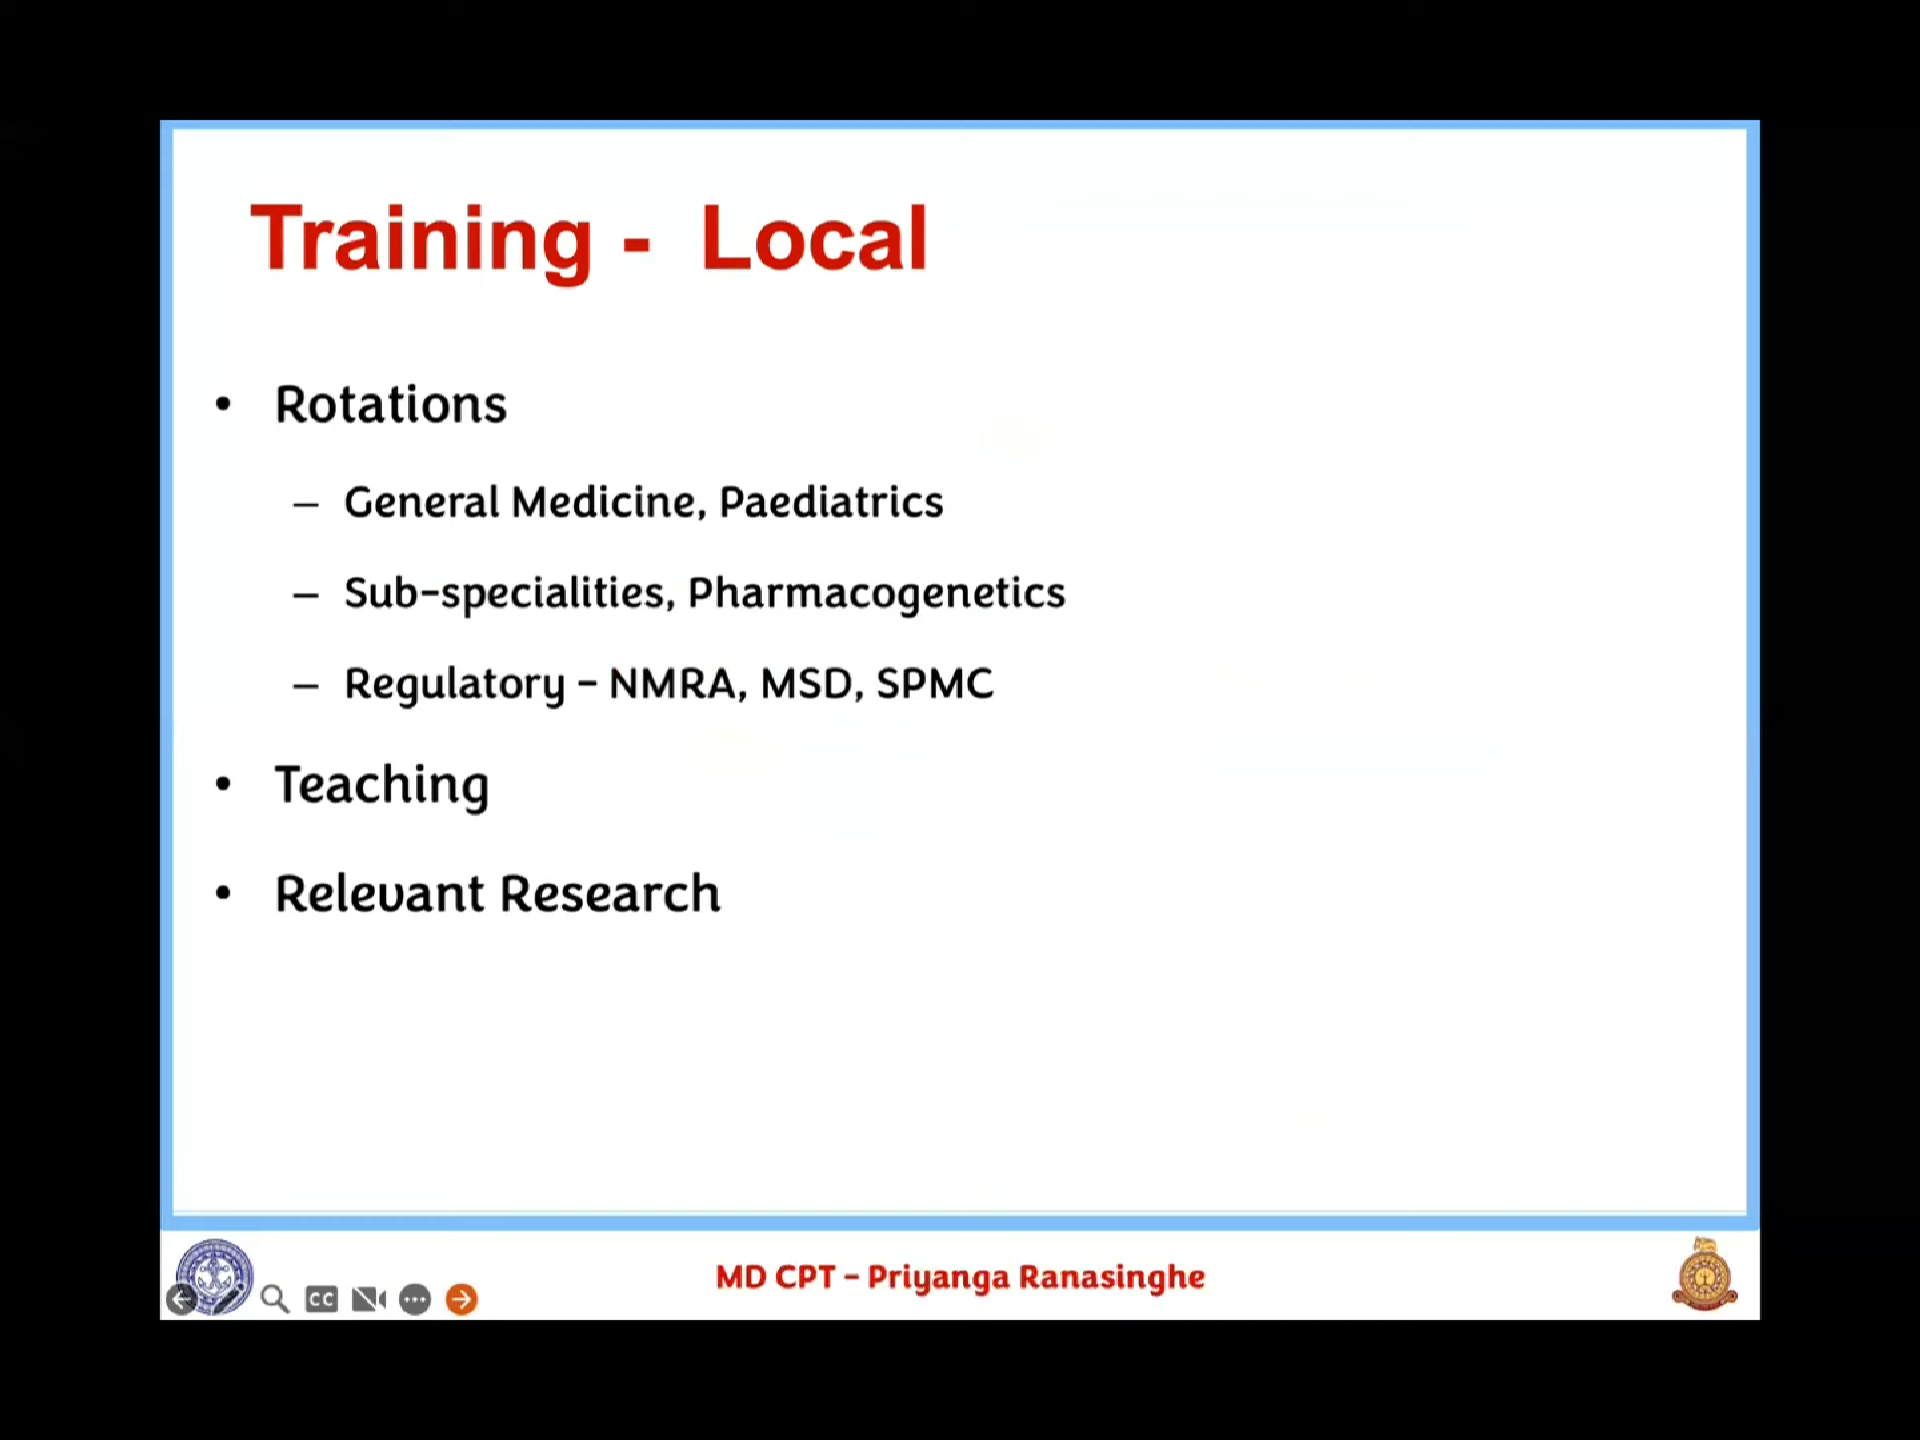 Training - Local
• Rotations
– General Medicine, Paediatrics
– Sub-specialities, Pharmacogenetics
– Regulatory – NMRA, MSD, SPMC
• Teaching
• Relevant Research
CC
MD CPT – Priyanga Ranasinghe